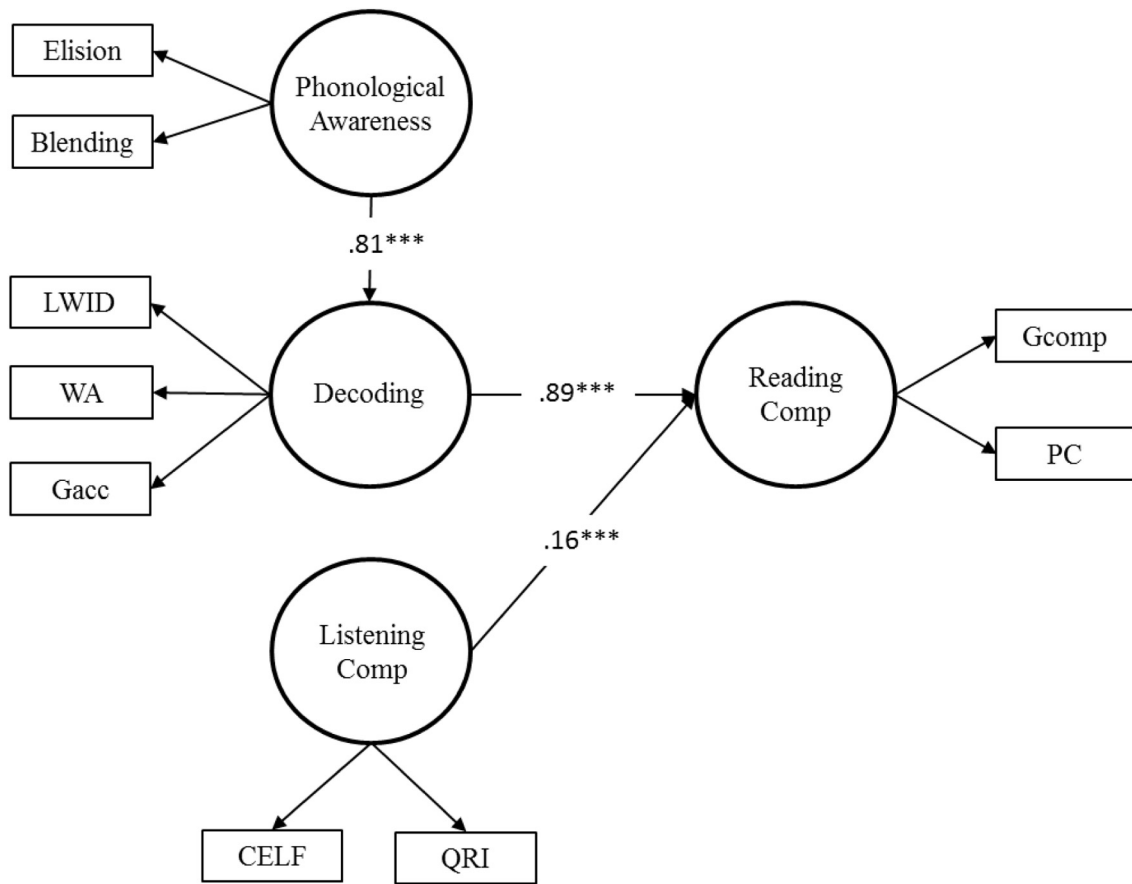 Elision
Phonological
Awareness
Blending
.81***
LWID
WA
Gacc
Decoding
.89***
Reading
Comp
Gcomp
PC
.16***
Listening
Comp
CELF
QRI